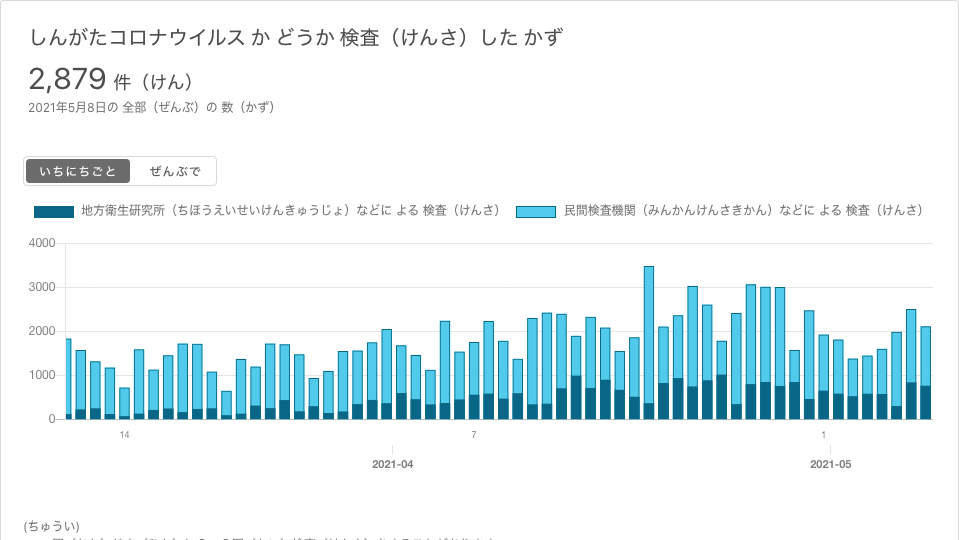 しんがたコロナウイルス か どうか 検査（けんさ）した かず
2,879 件（けん）
2021年5月8日の 全部（ぜんぶ）の 数（かず）
いちにちごと ぜんぶで
地方衛生研究所（ちほうえいせいけんきゅうじょ）などに よる 検査（けんさ） 民間検査機関（みんかんけんさきかん）などに よる 検査（けんさ）
4000
3000
2000
1000
0
14 7 1
2021-04 2021-05
(ちゅうい)